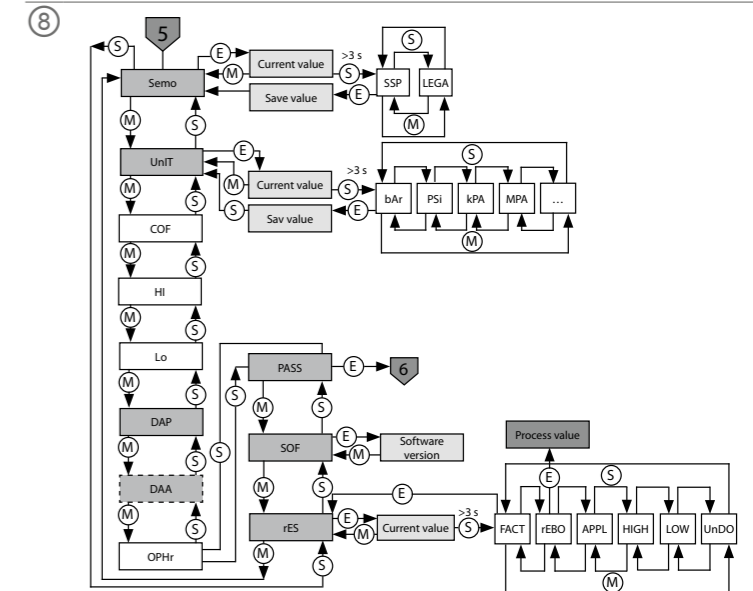 8
5
S
E
Current value
>3 s
S
Semo
M
S
SSP
LEGA
Save value
E
M
M
S
S
UnIT
E
>3 s
M
Current value
S
bAr
PSi
kPA
MPA
...
M
S
S
Sav value
E
COF
M
M
S
HI
M
S
Lo
PASS
E
6
M
S
S
M
S
DAP
Process value
M
S
S
SOF
E
M
Software
version
E
S
DAA
M
S
E
M
S
rES
E
M
Current value
>3 s
S
FACT
rEBO
APPL
HIGH
LOW
UnDO
OPHr
M
S
M